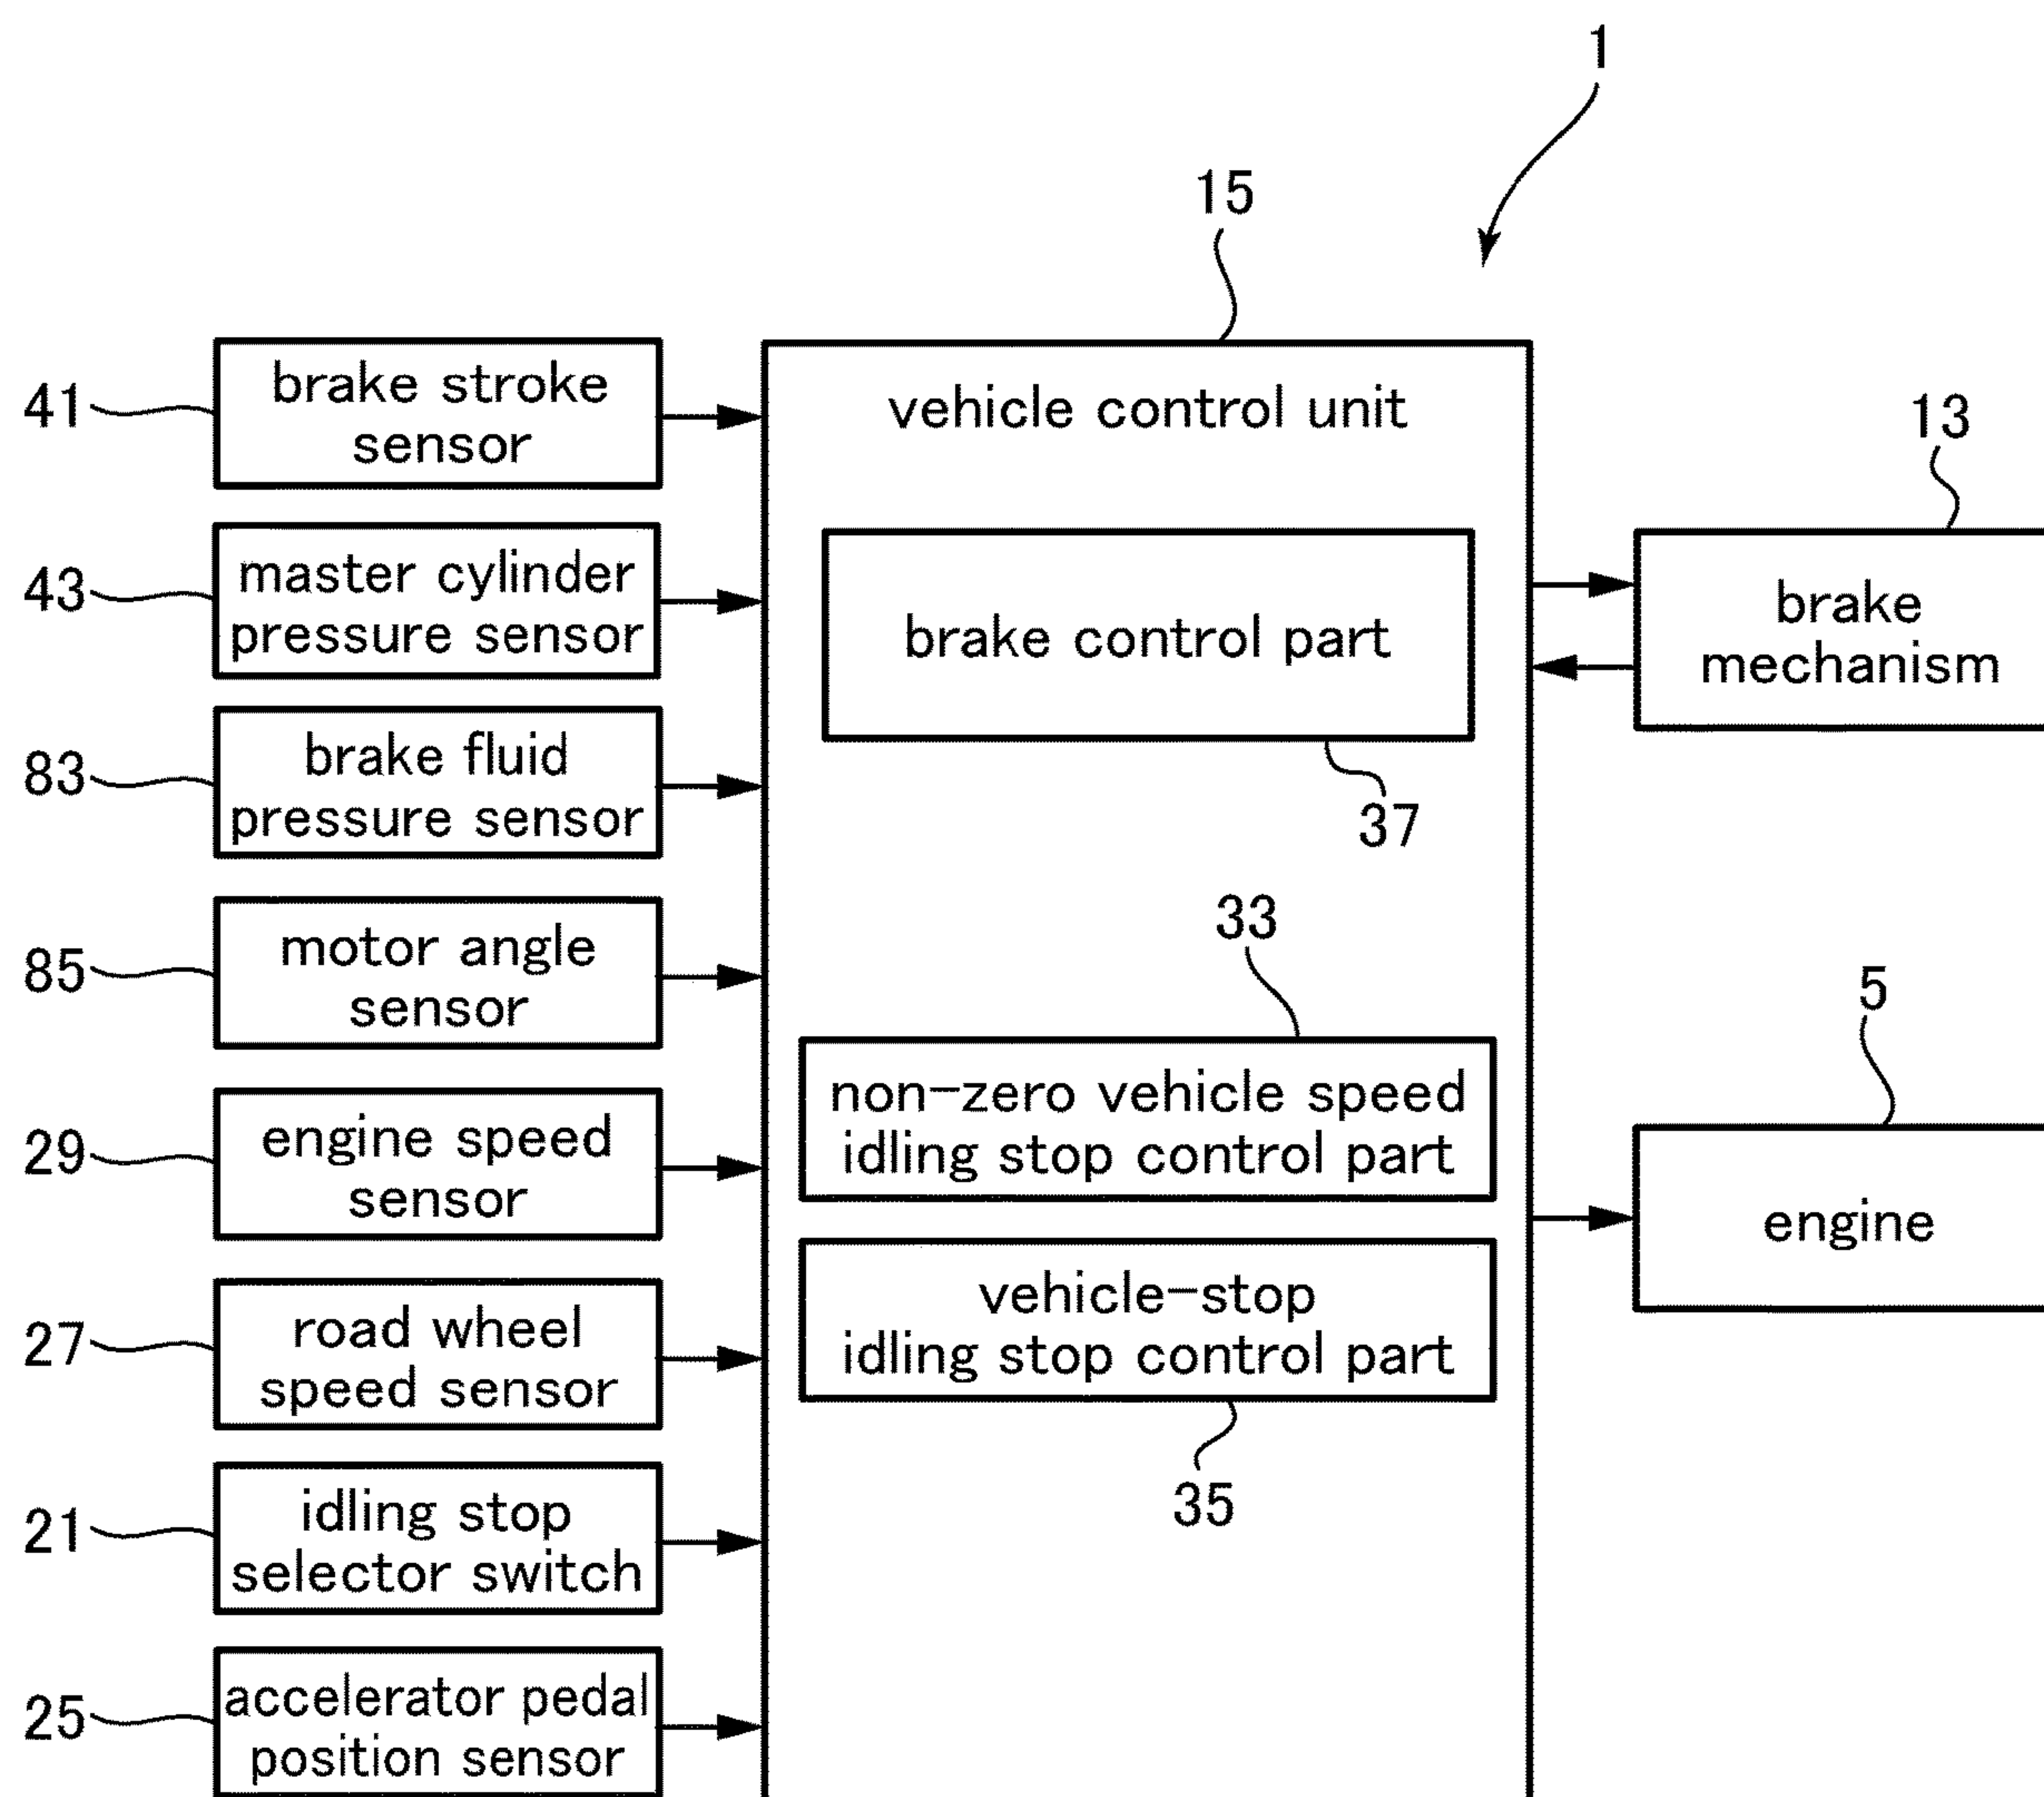 1
15
41
brake stroke
sensor
43
master cylinder
pressure sensor
83
brake fluid
pressure sensor
85
motor angle
sensor
29
engine speed
sensor
27
road wheel
speed sensor
21
idling stop
selector switch
25
accelerator pedal
position sensor
vehicle control unit
brake control part
37
33
non-zero vehicle speed
idling stop control part
vehicle-stop
idling stop control part
35
13
brake
mechanism
5
engine